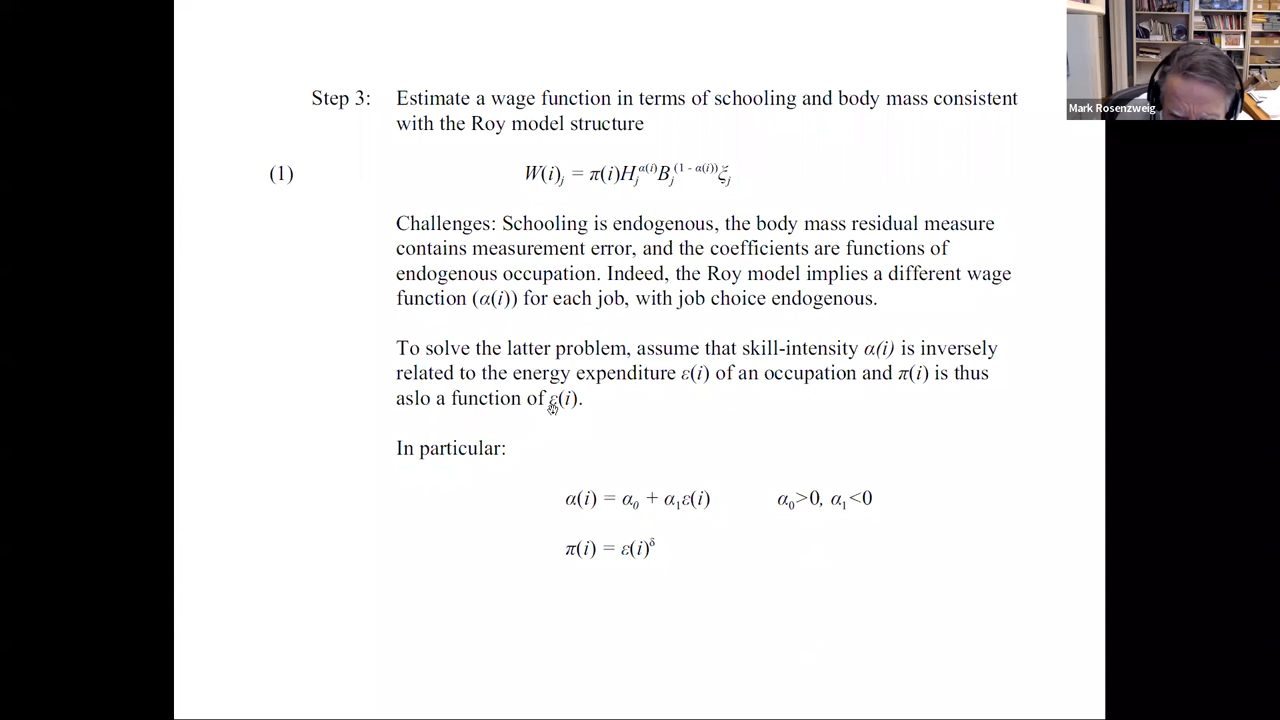 Mark Rosenzweig
Step 3: Estimate a wage function in terms of schooling and body mass consistent
with the Roy model structure
(1) W(i)ⱼ = π(i)Hⱼ^α(i) Bⱼ^(1 - α(i)) ξⱼ
Challenges: Schooling is endogenous, the body mass residual measure
contains measurement error, and the coefficients are functions of
endogenous occupation. Indeed, the Roy model implies a different wage
function (α(i)) for each job, with job choice endogenous.
To solve the latter problem, assume that skill-intensity α(i) is inversely
related to the energy expenditure ε(i) of an occupation and π(i) is thus
aslo a function of ε(i).
In particular:
α(i) = α₀ + α₁ε(i) α₀>0, α₁<0
π(i) = ε(i)^δ